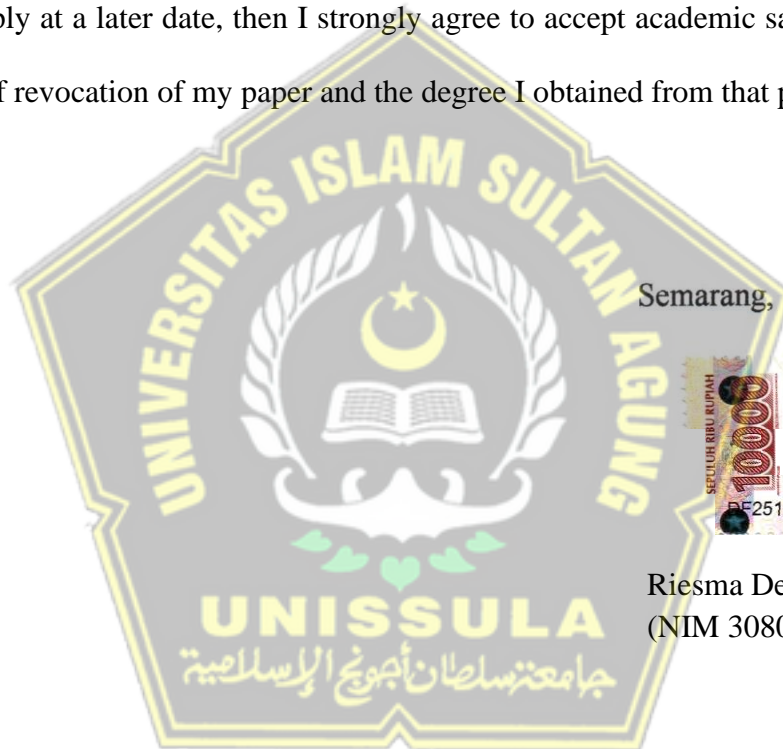 bly at a later date, then I strongly agree to accept academic sa
f revocation of my paper and the degree I obtained from that p
UNIVERSITAS ISLAM SULTAN AGUNG
Semarang,
SEPULUH RIBU RUPIAH
10000
251
Riesma De
(NIM 3080
UNISSULA
جامعة سلطان أجونج الإسلامية